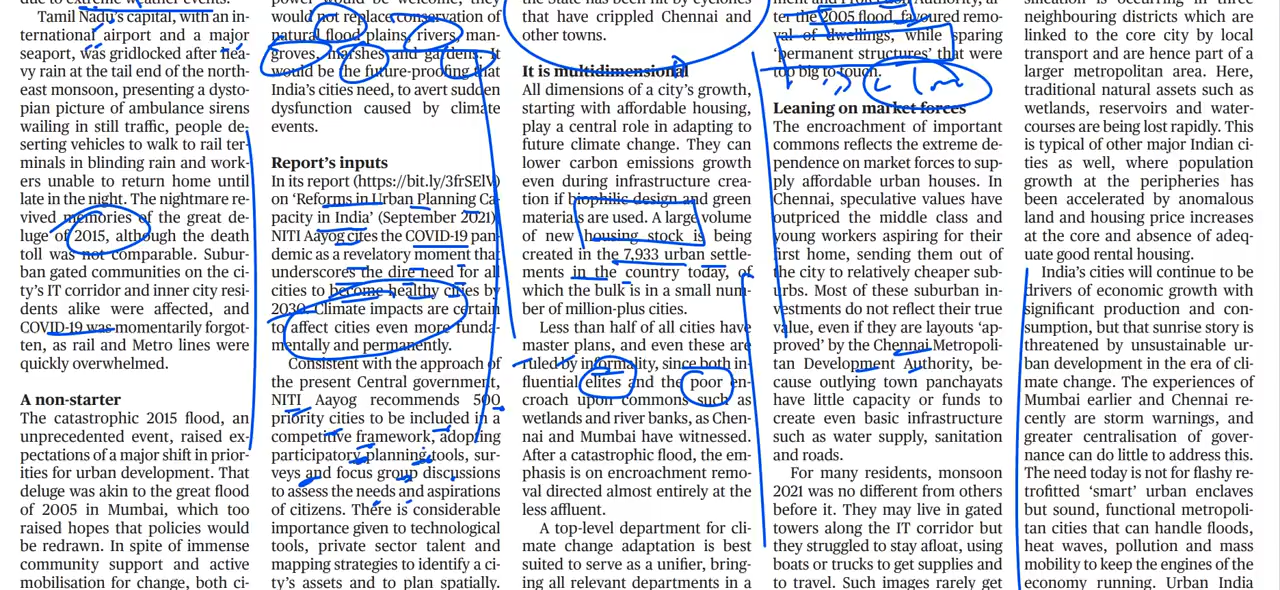 due to extreme weather events.
Tamil Nadu's capital, with an in-
ternational airport and a major
seaport, was gridlocked after hea-
vy rain at the tail end of the north-
east monsoon, presenting a dysto-
pian picture of ambulance sirens
wailing in still traffic, people de-
serting vehicles to walk to rail ter-
minals in blinding rain and work-
ers unable to return home until
late in the night. The nightmare re-
vived memories of the great de-
luge of 2015, although the death
toll was not comparable. Subur-
ban gated communities on the ci-
ty's IT corridor and inner city resi-
dents alike were affected, and
COVID-19 was momentarily forgot-
ten, as rail and Metro lines were
quickly overwhelmed.
A non-starter
The catastrophic 2015 flood, an
unprecedented event, raised ex-
pectations of a major shift in prior-
ities for urban development. That
deluge was akin to the great flood
of 2005 in Mumbai, which too
raised hopes that policies would
be redrawn. In spite of immense
community support and active
mobilisation for change, both ci-
power would be welcome, they
would not replace conservation of
natural flood plains, rivers, man-
groves, marshes and gardens. It
would be the future-proofing that
India's cities need, to avert sudden
dysfunction caused by climate
events.
Report's inputs
In its report (https://bit.ly/3frSElV)
on 'Reforms in Urban Planning Ca-
pacity in India' (September 2021),
NITI Aayog cites the COVID-19 pan-
demic as a revelatory moment that
underscores the dire need for all
cities to become healthy cities by
2030. Climate impacts are certain
to affect cities even more funda-
mentally and permanently.
Consistent with the approach of
the present Central government,
NITI Aayog recommends 500
priority cities to be included in a
competitive framework, adopting
participatory planning tools, sur-
veys and focus group discussions
to assess the needs and aspirations
of citizens. There is considerable
importance given to technological
tools, private sector talent and
mapping strategies to identify a ci-
ty's assets and to plan spatially.
the State has been hit by cyclones
that have crippled Chennai and
other towns.
It is multidimensional
All dimensions of a city's growth,
starting with affordable housing,
play a central role in adapting to
future climate change. They can
lower carbon emissions growth
even during infrastructure crea-
tion if biophilic design and green
materials are used. A large volume
of new housing stock is being
created in the 7,933 urban settle-
ments in the country today, of
which the bulk is in a small num-
ber of million-plus cities.
Less than half of all cities have
master plans, and even these are
ruled by informality, since both in-
fluential elites and the poor en-
croach upon commons such as
wetlands and river banks, as Chen-
nai and Mumbai have witnessed.
After a catastrophic flood, the em-
phasis is on encroachment remo-
val directed almost entirely at the
less affluent.
A top-level department for cli-
mate change adaptation is best
suited to serve as a unifier, bring-
ing all relevant departments in a
ter the 2005 flood, favoured remo-
val of dwellings, while sparing
'permanent structures' that were
too big to touch.
Leaning on market forces
The encroachment of important
commons reflects the extreme de-
pendence on market forces to sup-
ply affordable urban houses. In
Chennai, speculative values have
outpriced the middle class and
young workers aspiring for their
first home, sending them out of
the city to relatively cheaper sub-
urbs. Most of these suburban in-
vestments do not reflect their true
value, even if they are layouts 'ap-
proved' by the Chennai Metropoli-
tan Development Authority, be-
cause outlying town panchayats
have little capacity or funds to
create even basic infrastructure
such as water supply, sanitation
and roads.
For many residents, monsoon
2021 was no different from others
before it. They may live in gated
towers along the IT corridor but
they struggled to stay afloat, using
boats or trucks to get supplies and
to travel. Such images rarely get
neighbouring districts which are
linked to the core city by local
transport and are hence part of a
larger metropolitan area. Here,
traditional natural assets such as
wetlands, reservoirs and water-
courses are being lost rapidly. This
is typical of other major Indian ci-
ties as well, where population
growth at the peripheries has
been accelerated by anomalous
land and housing price increases
at the core and absence of adeq-
uate good rental housing.
India's cities will continue to be
drivers of economic growth with
significant production and con-
sumption, but that sunrise story is
threatened by unsustainable ur-
ban development in the era of cli-
mate change. The experiences of
Mumbai earlier and Chennai re-
cently are storm warnings, and
greater centralisation of gover-
nance can do little to address this.
The need today is not for flashy re-
trofitted 'smart' urban enclaves
but sound, functional metropoli-
tan cities that can handle floods,
heat waves, pollution and mass
mobility to keep the engines of the
economy running. Urban India